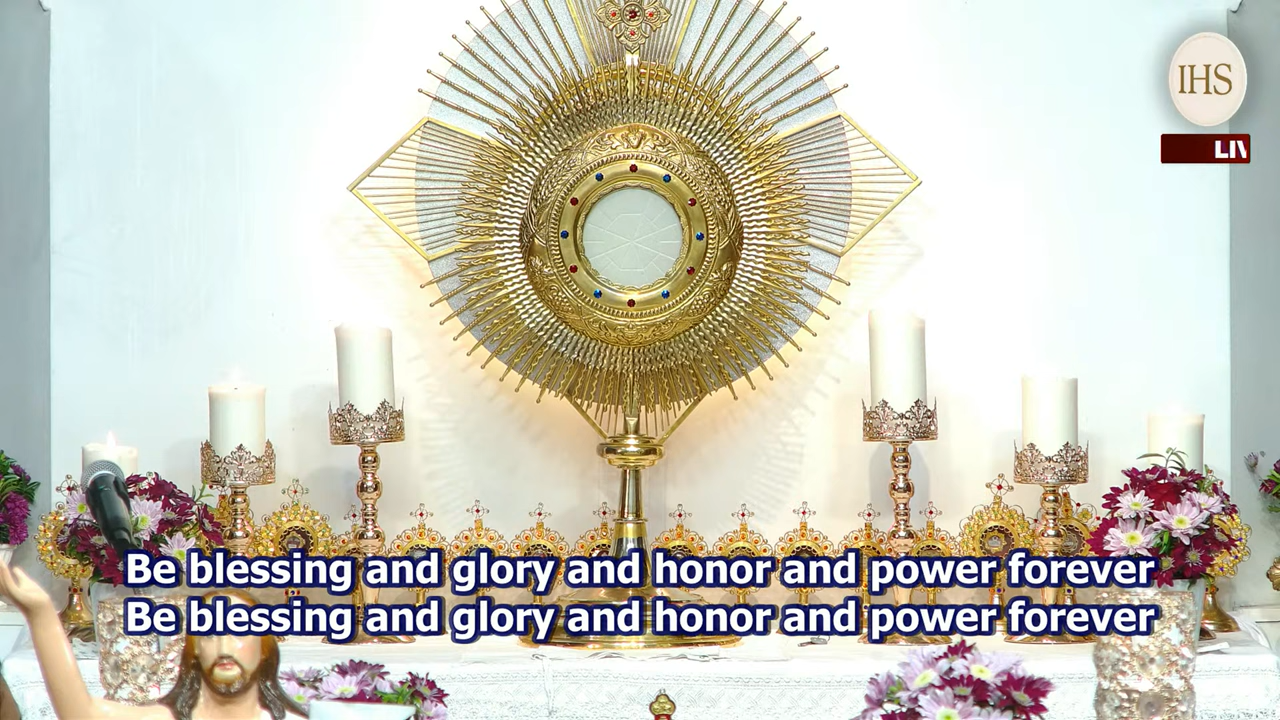 IHS
LIV
Be blessing and glory and honor and power forever
Be blessing and glory and honor and power forever